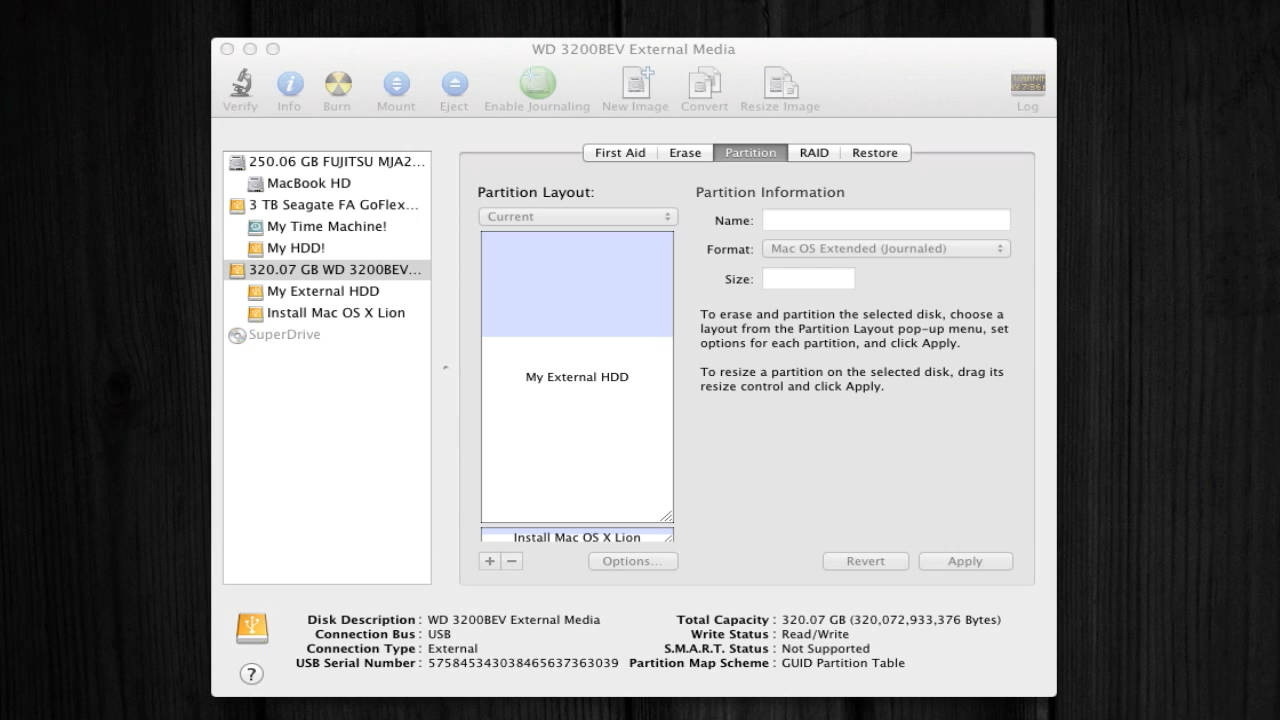 WD 3200BEV External Media
Verify Info Burn Mount Eject Enable Journaling New Image Convert Resize Image Log
250.06 GB FUJITSU MJA2...
MacBook HD
3 TB Seagate FA GoFlex...
My Time Machine!
My HDD!
320.07 GB WD 3200BEV...
My External HDD
Install Mac OS X Lion
SuperDrive
First Aid Erase Partition RAID Restore
Partition Layout:
Current
My External HDD
Install Mac OS X Lion
+ −
Options...
Partition Information
Name:
Format: Mac OS Extended (Journaled)
Size:
To erase and partition the selected disk, choose a
layout from the Partition Layout pop-up menu, set
options for each partition, and click Apply.
To resize a partition on the selected disk, drag its
resize control and click Apply.
Revert Apply
Disk Description : WD 3200BEV External Media
Connection Bus : USB
Connection Type : External
USB Serial Number : 575845343038465637363039
Total Capacity : 320.07 GB (320,072,933,376 Bytes)
Write Status : Read/Write
S.M.A.R.T. Status : Not Supported
Partition Map Scheme : GUID Partition Table
?